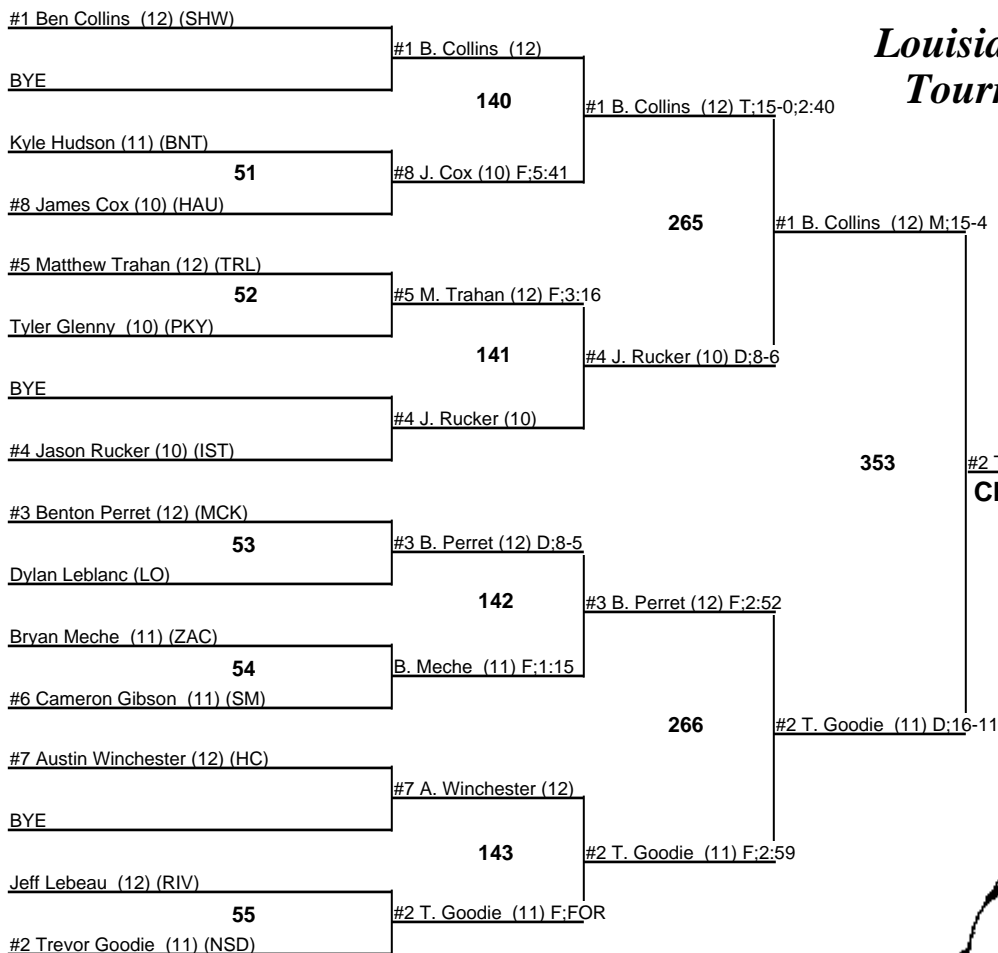 #1 Ben Collins (12) (SHW)
#1 B. Collins (12)
BYE
140
#1 B. Collins (12) T;15-0;2:40
Kyle Hudson (11) (BNT)
51
#8 J. Cox (10) F;5:41
#8 James Cox (10) (HAU)
265
#1 B. Collins (12) M;15-4
#5 Matthew Trahan (12) (TRL)
52
#5 M. Trahan (12) F;3:16
Tyler Glenny (10) (PKY)
141
#4 J. Rucker (10) D;8-6
BYE
#4 J. Rucker (10)
#4 Jason Rucker (10) (IST)
353
#2
#3 Benton Perret (12) (MCK)
53
#3 B. Perret (12) D;8-5
Dylan Leblanc (LO)
142
#3 B. Perret (12) F;2:52
Bryan Meche (11) (ZAC)
54
B. Meche (11) F;1:15
#6 Cameron Gibson (11) (SM)
266
#2 T. Goodie (11) D;16-11
#7 Austin Winchester (12) (HC)
#7 A. Winchester (12)
BYE
143
#2 T. Goodie (11) F;2:59
Jeff Lebeau (12) (RIV)
55
#2 T. Goodie (11) F;FOR
#2 Trevor Goodie (11) (NSD)